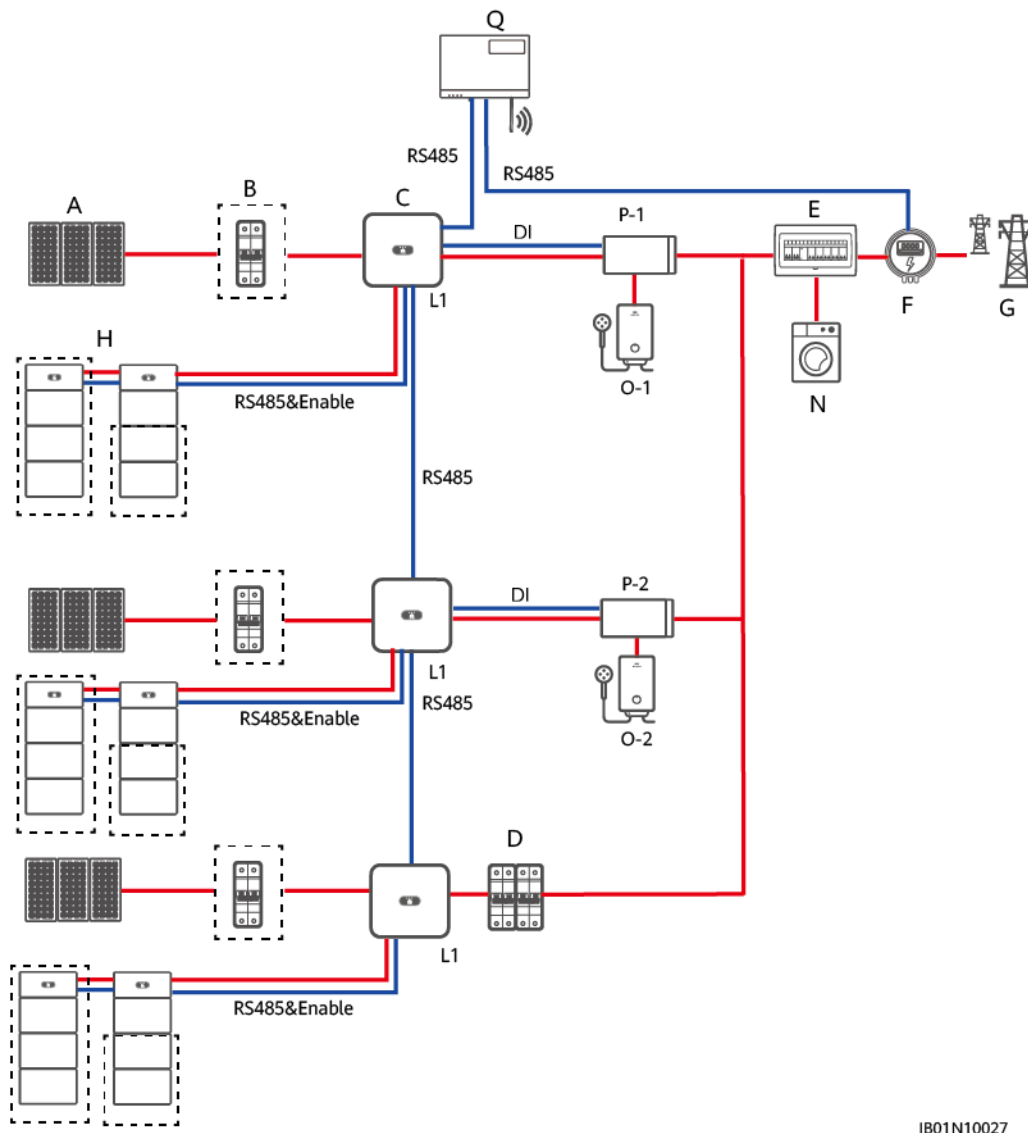 Q
RS485
RS485
A
B
C
P-1
E
DI
L1
F
G
H
O-1
N
RS485&Enable
RS485
P-2
DI
L1
RS485
RS485&Enable
O-2
D
L1
RS485&Enable
IB01N10027